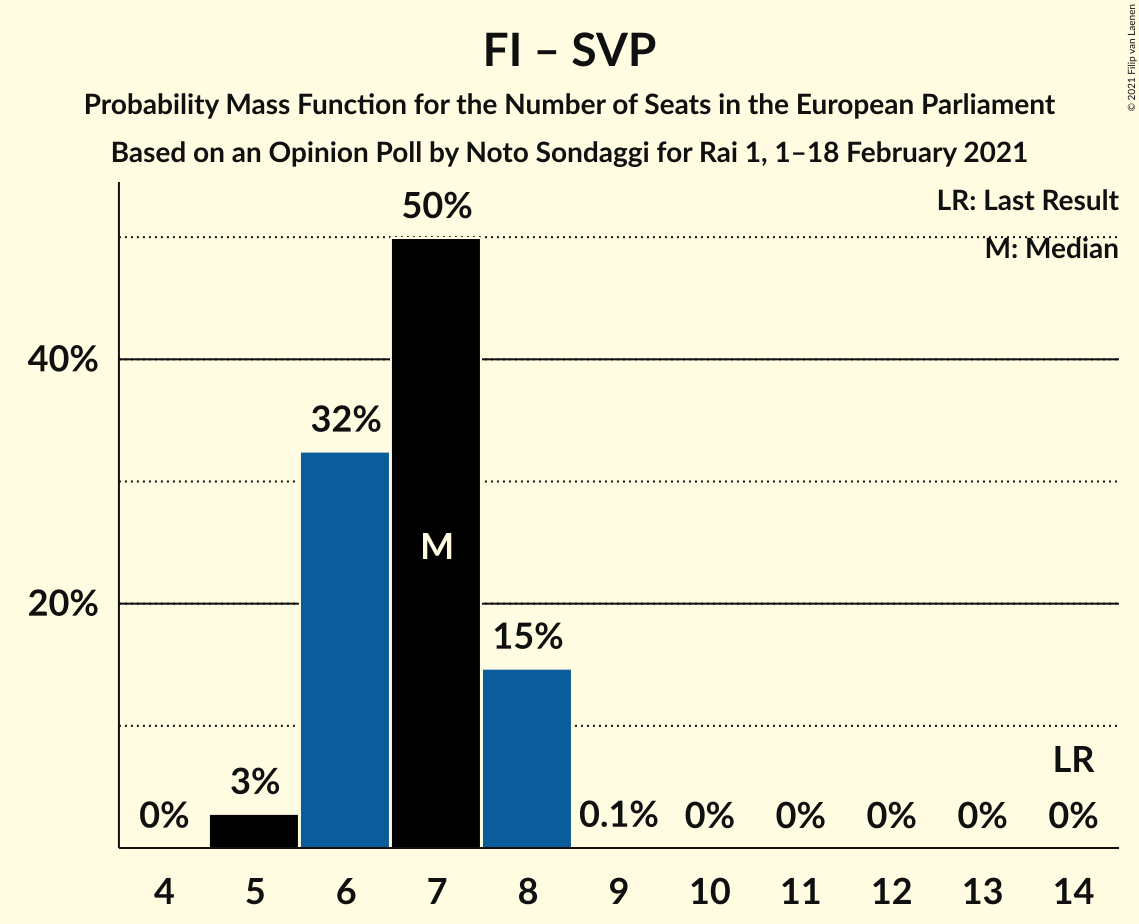 FI – SVP
Probability Mass Function for the Number of Seats in the European Parliament
Based on an Opinion Poll by Noto Sondaggi for Rai 1, 1–18 February 2021
© 2021 Filip van Laenen
LR: Last Result
M: Median
50%
40%
32%
M
20%
15%
LR
3%
0%
0.1%
0%
0%
0%
0%
0%
4 5 6 7 8 9 10 11 12 13 14